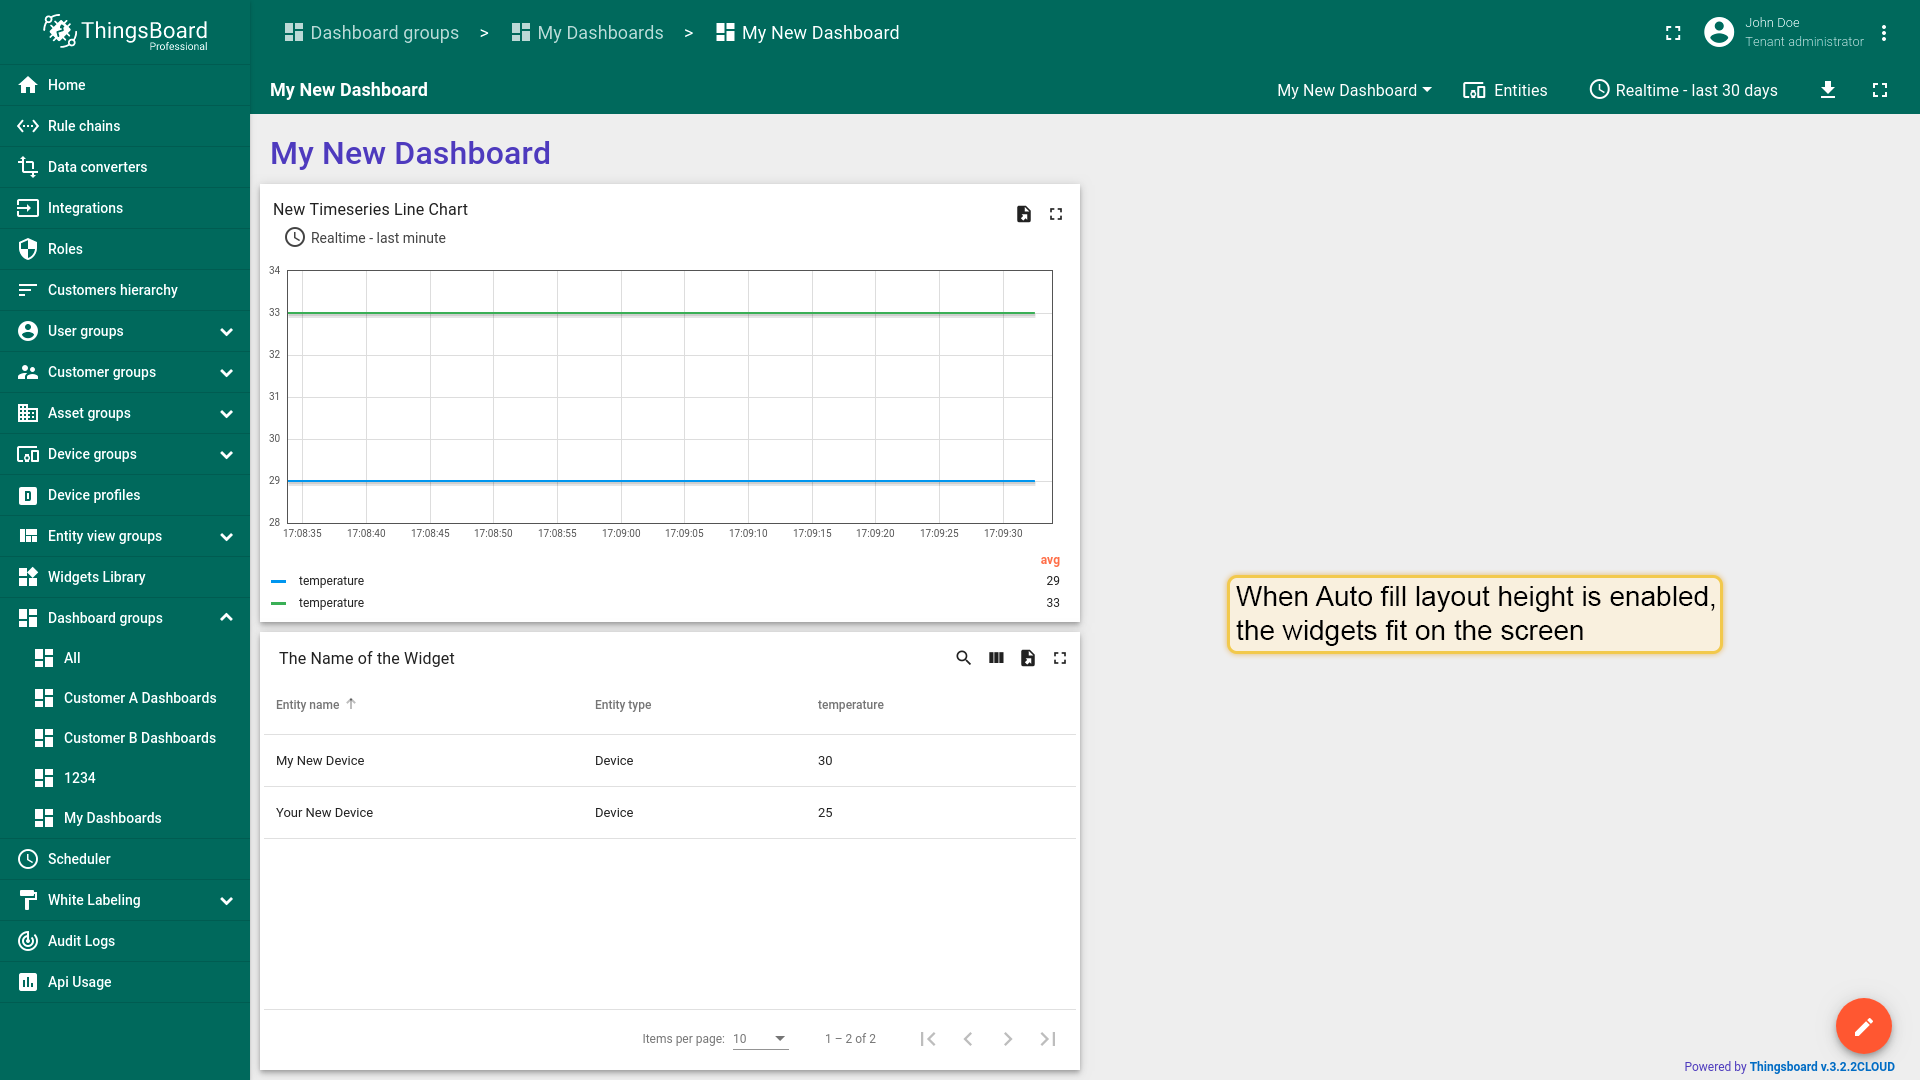 ThingsBoard
Professional
Dashboard groups > My Dashboards > My New Dashboard
John Doe
Tenant administrator
Home
Rule chains
Data converters
Integrations
Roles
Customers hierarchy
User groups
Customer groups
Asset groups
Device groups
Device profiles
Entity view groups
Widgets Library
Dashboard groups
All
Customer A Dashboards
Customer B Dashboards
1234
My Dashboards
Scheduler
White Labeling
Audit Logs
Api Usage
My New Dashboard
My New Dashboard
Entities
Realtime - last 30 days
My New Dashboard
New Timeseries Line Chart
Realtime - last minute
34
33
32
31
30
29
28
17:08:35 17:08:40 17:08:45 17:08:50 17:08:55 17:09:00 17:09:05 17:09:10 17:09:15 17:09:20 17:09:25 17:09:30
avg
temperature 29
temperature 33
The Name of the Widget
Entity name Entity type temperature
My New Device Device 30
Your New Device Device 25
Items per page: 10 1 – 2 of 2
When Auto fill layout height is enabled,
the widgets fit on the screen
Powered by Thingsboard v.3.2.2CLOUD